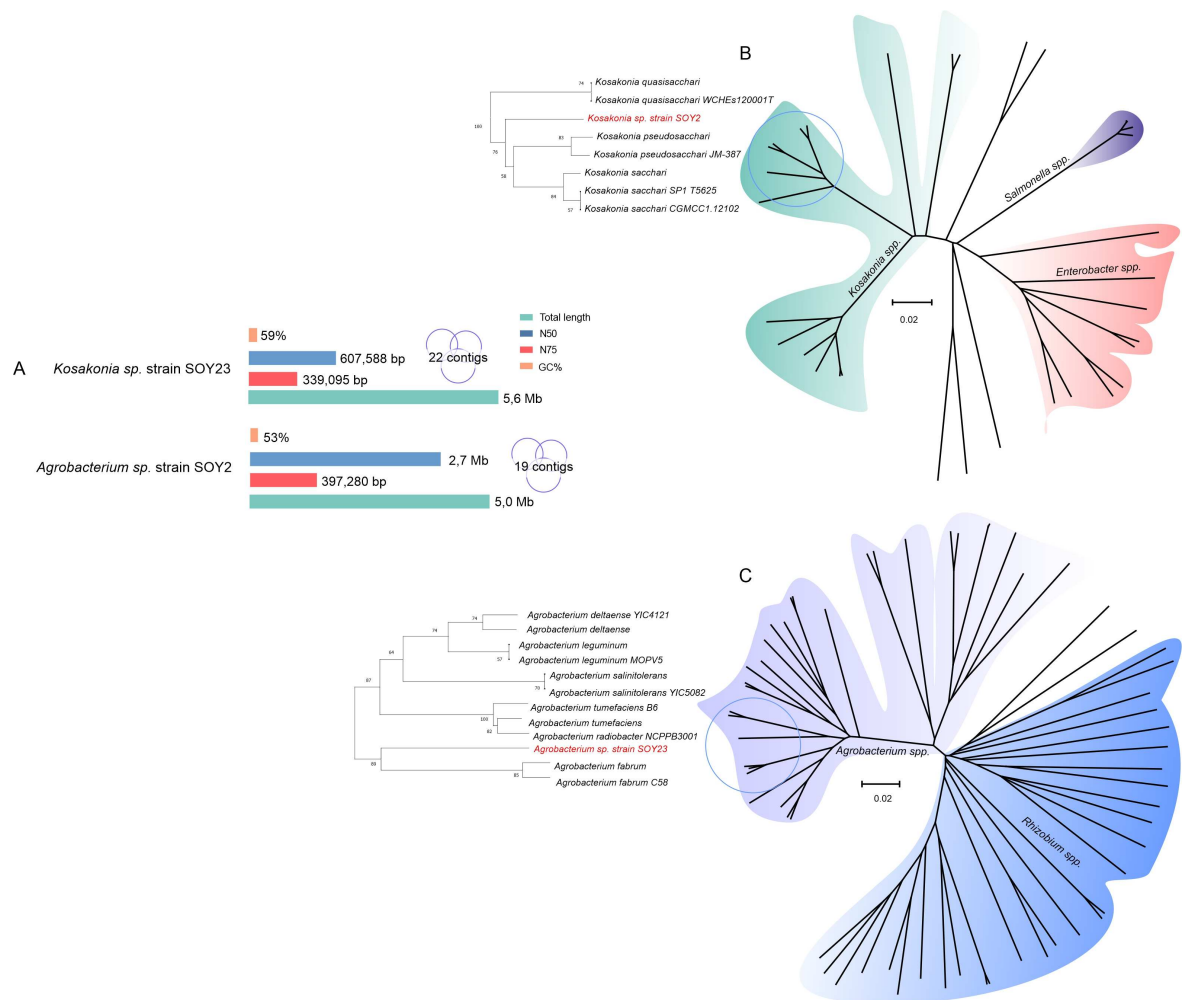 A
Kosakonia sp. strain SOY23
59%
607,588 bp
339,095 bp
5,6 Mb
22 contigs
Total length
N50
N75
GC%
Agrobacterium sp. strain SOY2
53%
2,7 Mb
397,280 bp
5,0 Mb
19 contigs
B
74
Kosakonia quasisacchari
Kosakonia quasisacchari WCHEs120001T
100
Kosakonia sp. strain SOY2
76
83
Kosakonia pseudosacchari
Kosakonia pseudosacchari JM-387
50
Kosakonia sacchari
84
Kosakonia sacchari SP1 T5625
57
Kosakonia sacchari CGMCC1.12102
Salmonella spp.
Kosakonia spp.
Enterobacter spp.
0.02
C
74
Agrobacterium deltaense YIC4121
74
Agrobacterium deltaense
64
Agrobacterium leguminum
57
Agrobacterium leguminum MOPV5
87
Agrobacterium salinitolerans
70
Agrobacterium salinitolerans YIC5082
Agrobacterium tumefaciens B6
100
Agrobacterium tumefaciens
82
Agrobacterium radiobacter NCPPB3001
Agrobacterium sp. strain SOY23
Agrobacterium fabrum
85
Agrobacterium fabrum C58
Agrobacterium spp.
0.02
Rhizobium spp.